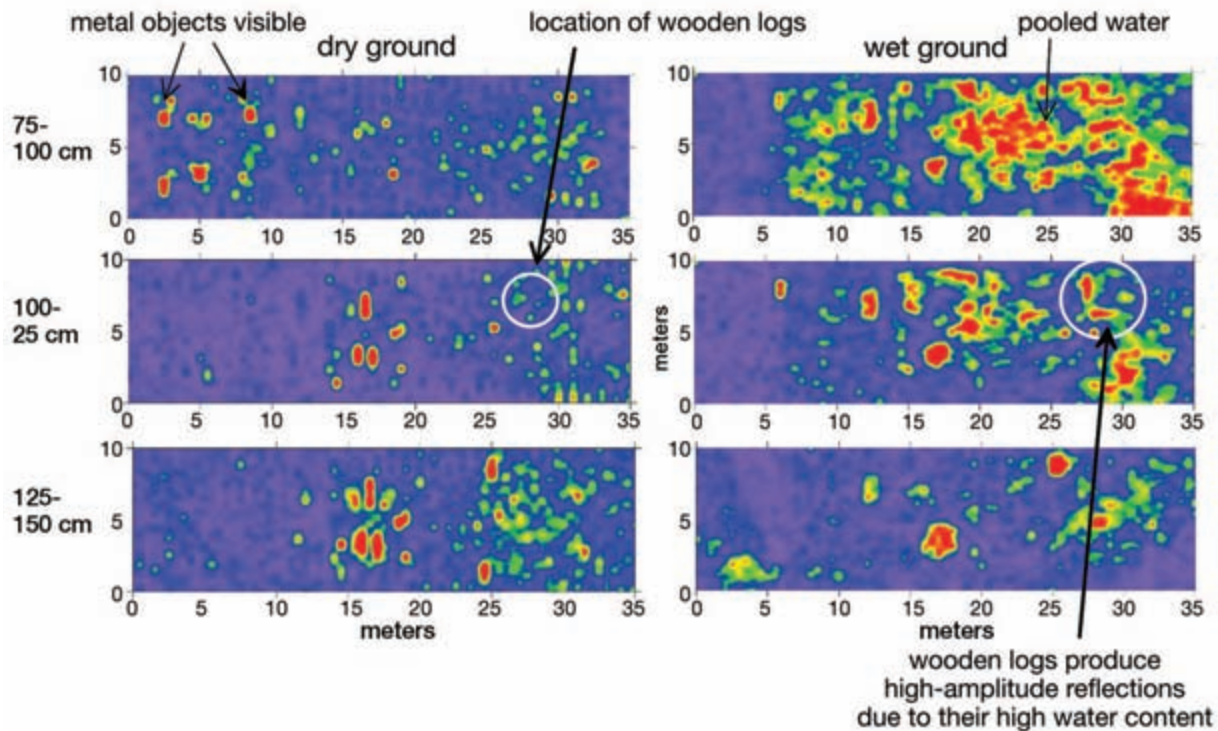 metal objects visible
dry ground
location of wooden logs
wet ground
pooled water
75-
100 cm
10
5
0
0 5 10 15 20 25 30 35
10
5
0
0 5 10 15 20 25 30 35
100-
25 cm
10
5
0
0 5 10 15 20 25 30 35
meters
10
5
0
0 5 10 15 20 25 30 35
125-
150 cm
10
5
0
0 5 10 15 20 25 30 35
meters
10
5
0
0 5 10 15 20 25 30 35
meters
wooden logs produce
high-amplitude reflections
due to their high water content